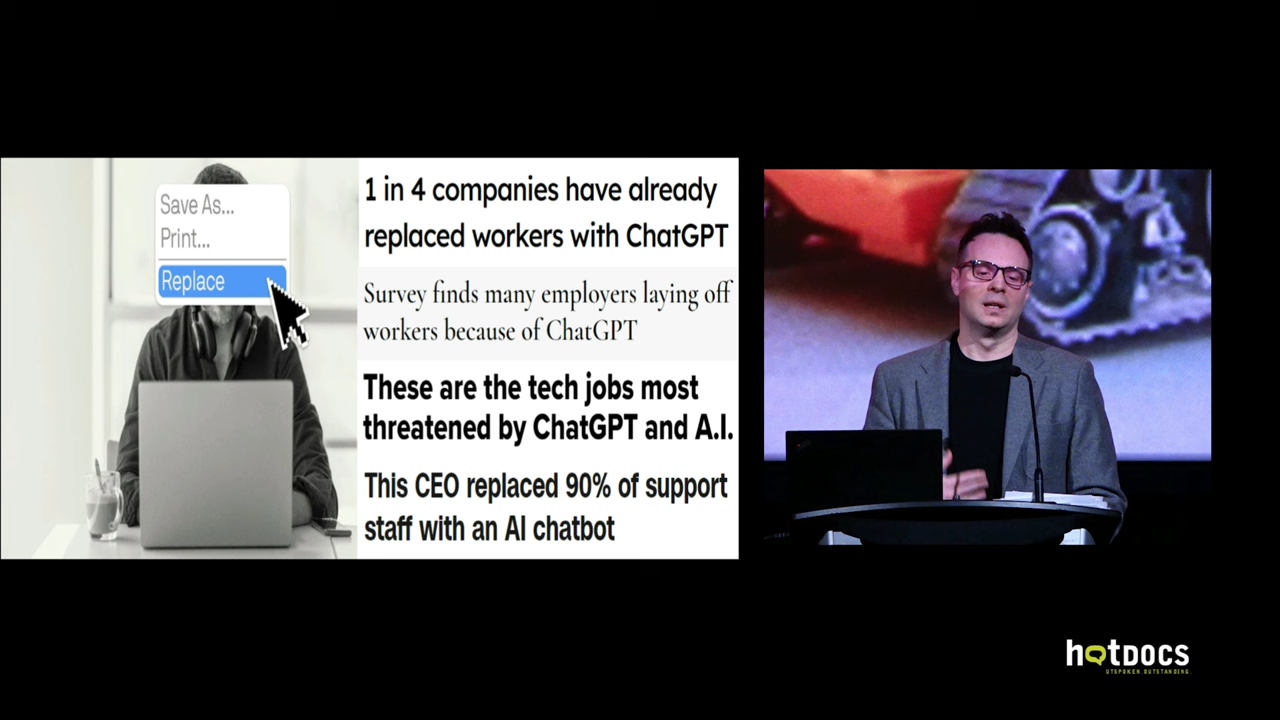 Save As...
Print...
Replace
1 in 4 companies have already
replaced workers with ChatGPT
Survey finds many employers laying off
workers because of ChatGPT
These are the tech jobs most
threatened by ChatGPT and A.I.
This CEO replaced 90% of support
staff with an AI chatbot
hotDOCS
OUTSPOKEN. OUTSTANDING.